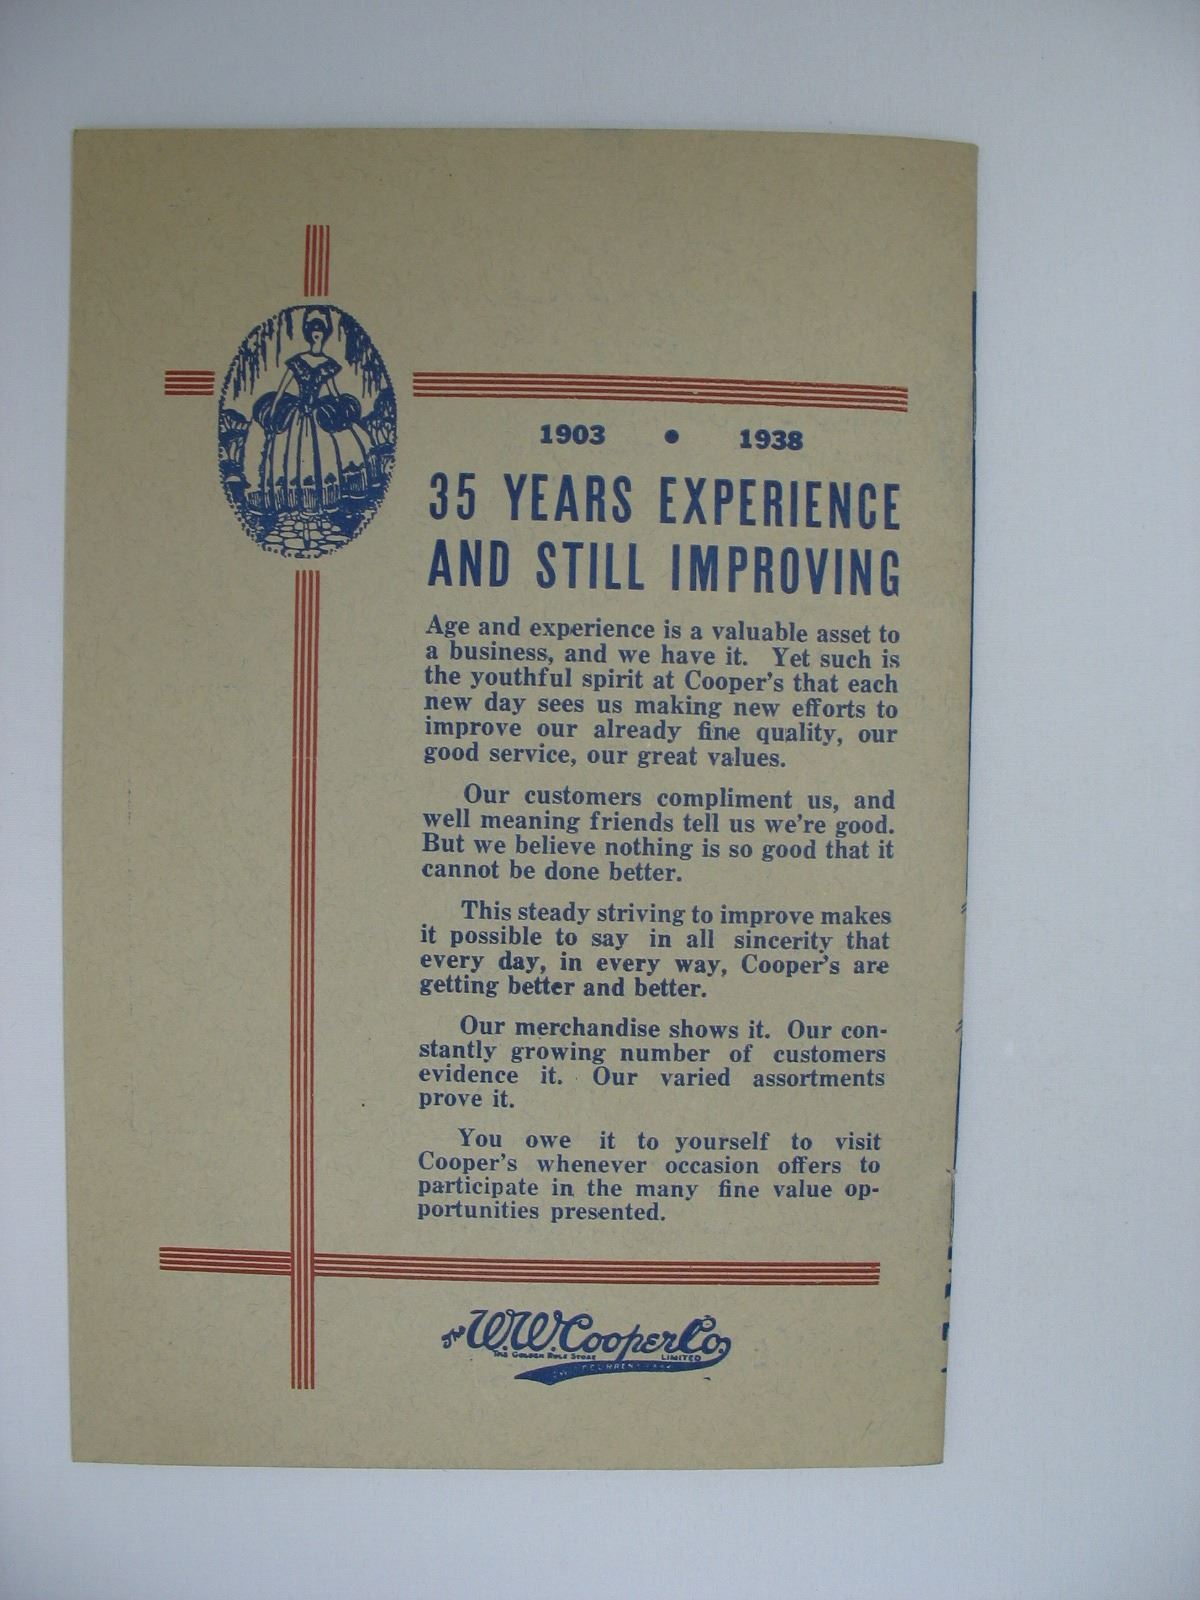 1903 • 1938
35 YEARS EXPERIENCE
AND STILL IMPROVING
Age and experience is a valuable asset to
a business, and we have it. Yet such is
the youthful spirit at Cooper's that each
new day sees us making new efforts to
improve our already fine quality, our
good service, our great values.
Our customers compliment us, and
well meaning friends tell us we're good.
But we believe nothing is so good that it
cannot be done better.
This steady striving to improve makes
it possible to say in all sincerity that
every day, in every way, Cooper's are
getting better and better.
Our merchandise shows it. Our con-
stantly growing number of customers
evidence it. Our varied assortments
prove it.
You owe it to yourself to visit
Cooper's whenever occasion offers to
participate in the many fine value op-
portunities presented.
The W.W. Cooper Co.
The Golden Rule Store LIMITED